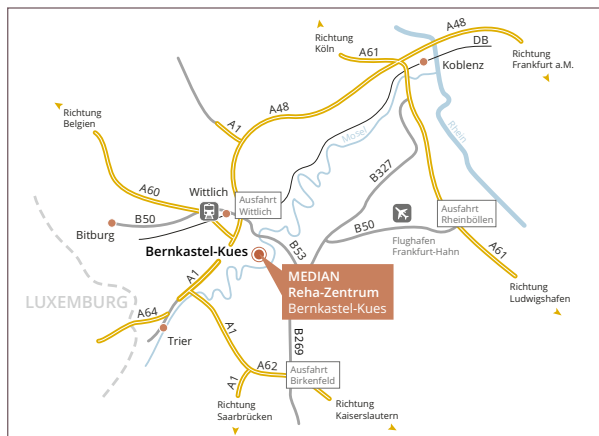 Richtung
Köln
A61
A48
DB
Koblenz
Richtung
Frankfurt a.M.
Richtung
Belgien
A1
A48
Mosel
Rhein
A60
Wittlich
Ausfahrt
Wittlich
B327
B50
Bitburg
B50
Ausfahrt
Rheinböllen
Flughafen
Frankfurt-Hahn
Bernkastel-Kues
B53
MEDIAN
Reha-Zentrum
Bernkastel-Kues
A61
Richtung
Ludwigshafen
LUXEMBURG
A1
A64
Trier
A1
B269
A62
Ausfahrt
Birkenfeld
A1
Richtung
Saarbrücken
Richtung
Kaiserslautern